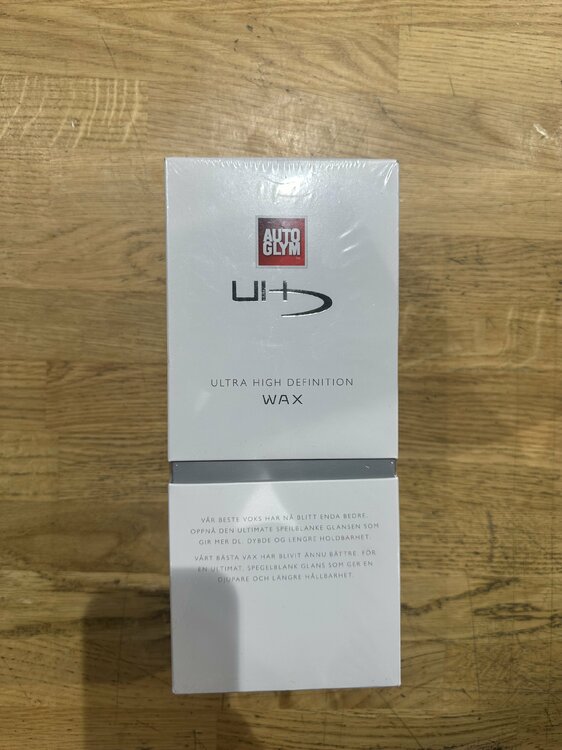 AUTO
GLYM
UHD
ULTRA HIGH DEFINITION
WAX
VÅR BESTE VOKS HAR NÅ BLITT ENDA BEDRE.
OPPNÅ DEN ULTIMATE SPEILBLANKE GLANSEN SOM
GIR MER DL. DYBDE OG LENGRE HOLDBARHET.
VÅRT BÄSTA VAX HAR BLIVIT ÄNNU BÄTTRE. FÖR
EN ULTIMAT, SPEGELBLANK GLANS SOM GER EN
DJUPARE OCH LÄNGRE HÅLLBARHET.